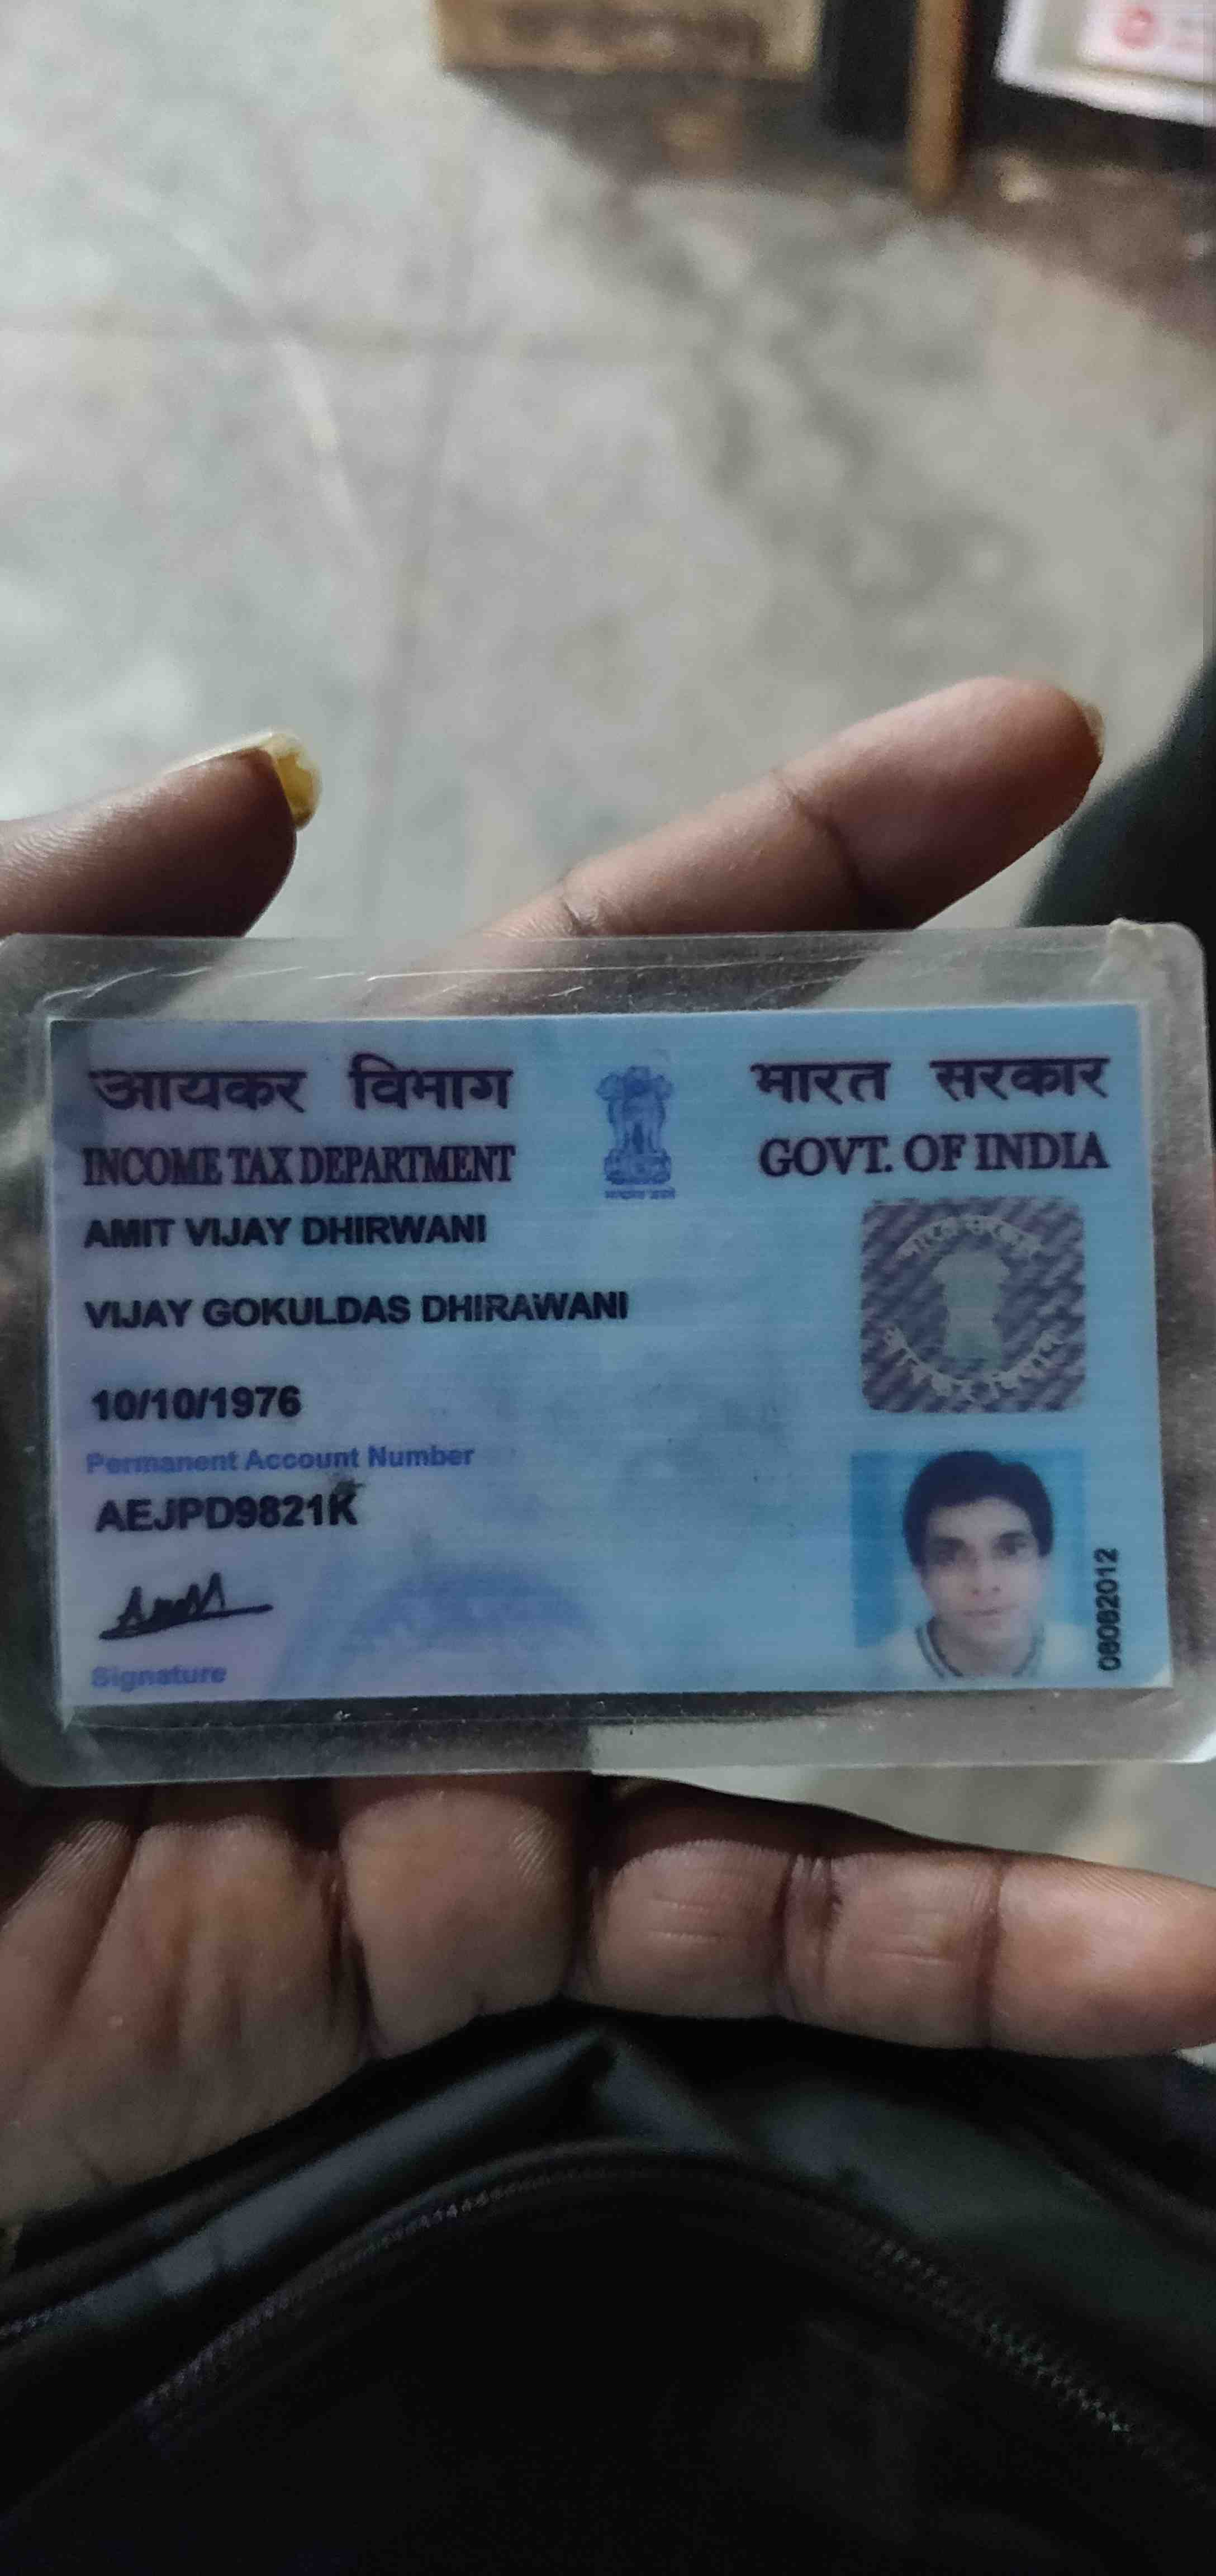 आयकर विभाग
भारत सरकार
INCOME TAX DEPARTMENT
GOVT. OF INDIA
AMIT VIJAY DHIRWANI
VIJAY GOKULDAS DHIRAWANI
10/10/1976
Permanent Account Number
AEJPD9821K
Signature
08082012